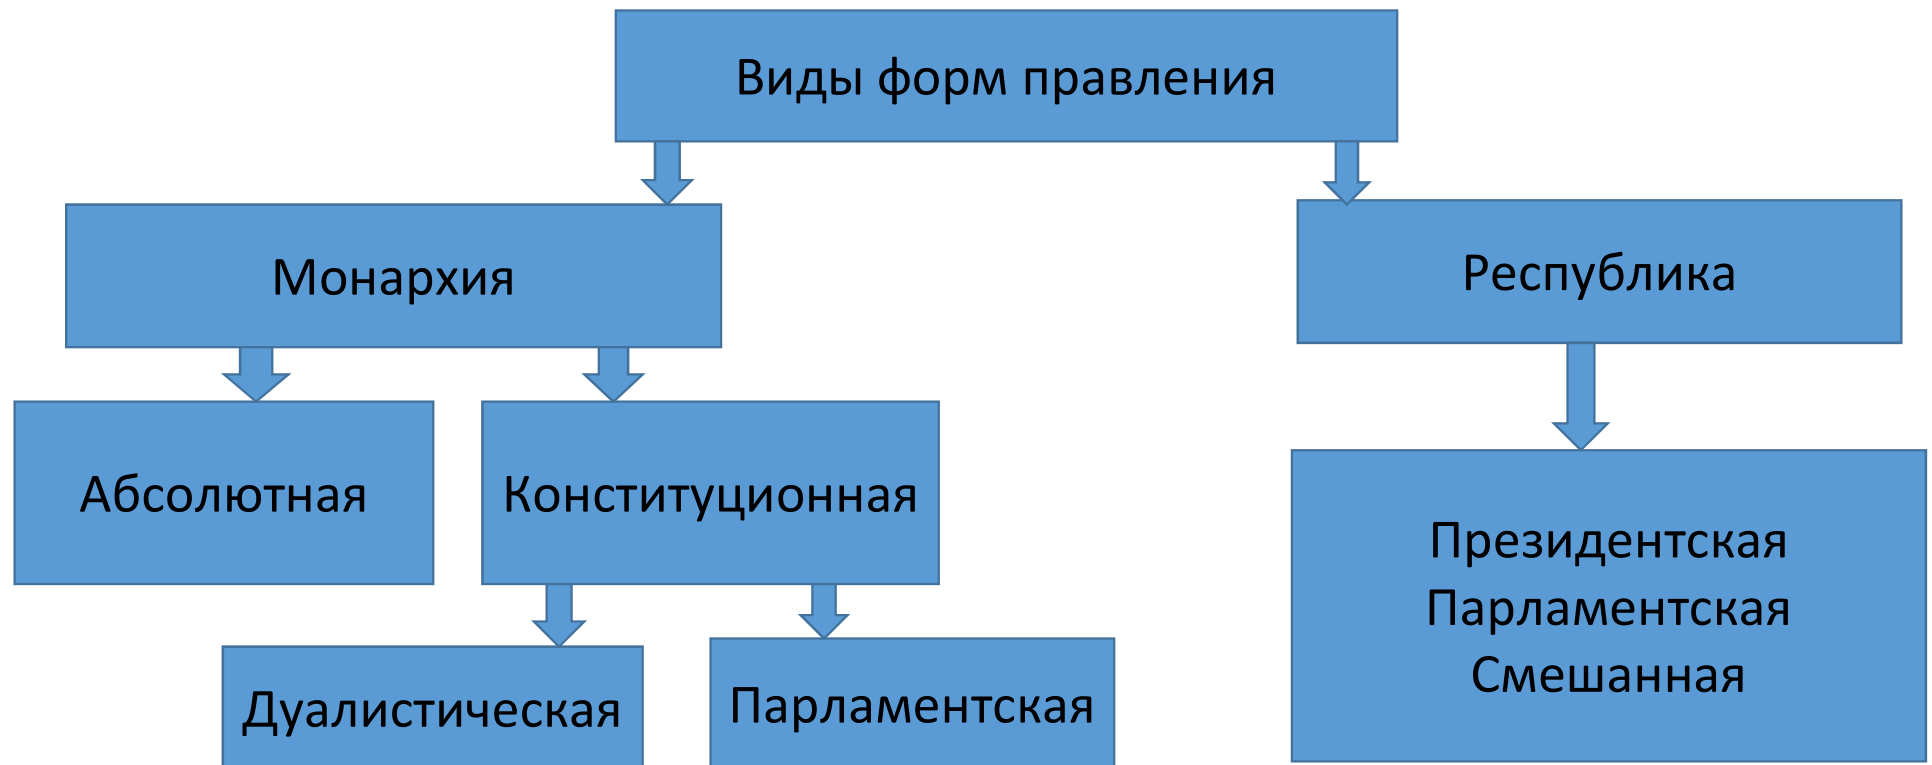 Виды форм правления
Монархия
Республика
Абсолютная
Конституционная
Президентская
Парламентская
Смешанная
Дуалистическая
Парламентская